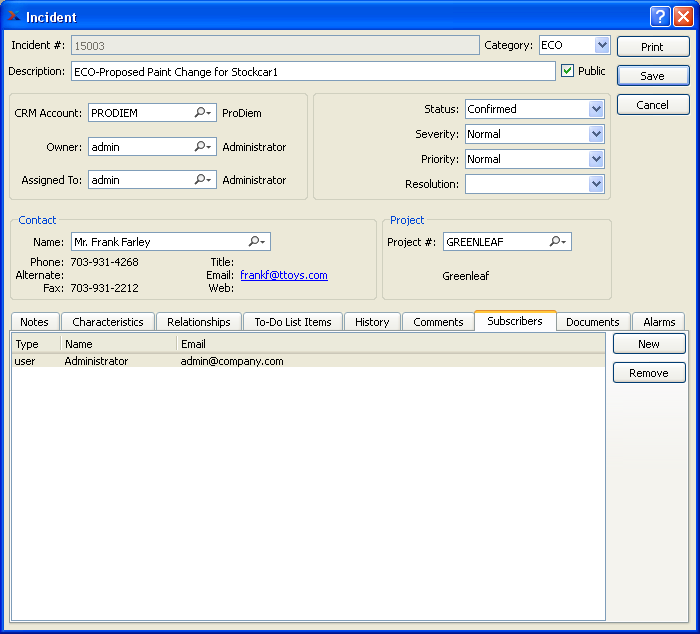 Incident
Incident #: 15003 Category: ECO Print
Description: ECO-Proposed Paint Change for Stockcar1 Public Save
Cancel
CRM Account: PRODIEM ProDiem Status: Confirmed
Owner: admin Administrator Severity: Normal
Assigned To: admin Administrator Priority: Normal
Resolution:
Contact Project
Name: Mr. Frank Farley Project #: GREENLEAF
Phone: 703-931-4268 Title:
Alternate: Email: frankf@ttoys.com Greenleaf
Fax: 703-931-2212 Web:
Notes Characteristics Relationships To-Do List Items History Comments Subscribers Documents Alarms
Type Name Email New
user Administrator admin@company.com
Remove